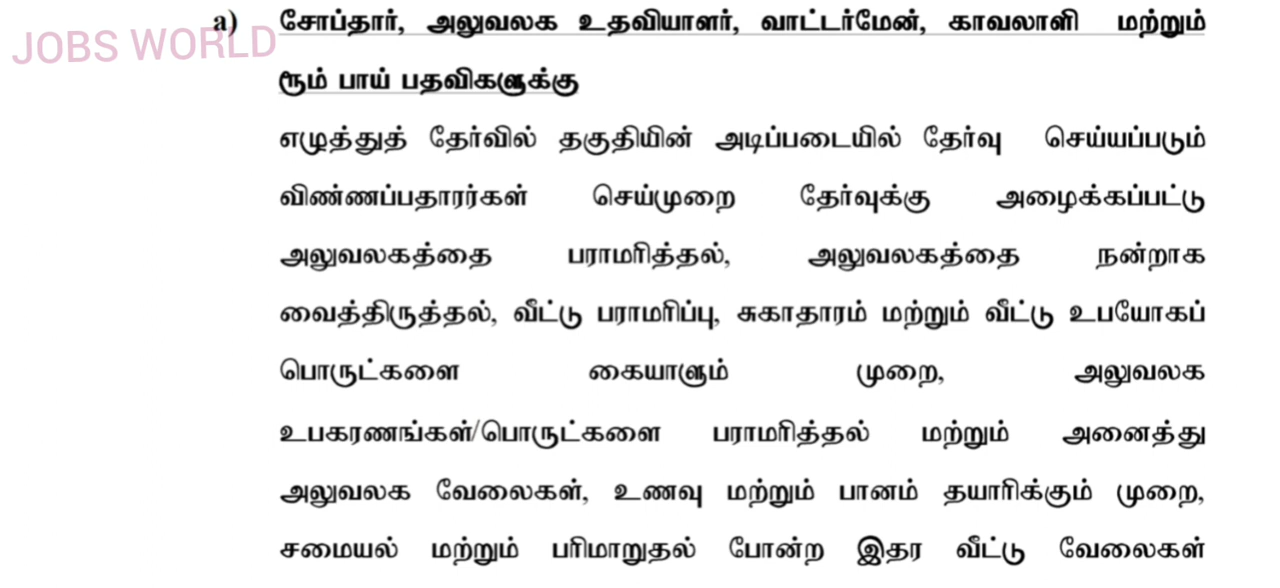 a) சோப்தார், அலுவலக உதவியாளர், வாட்டர்மேன், காவலாளி மற்றும்
JOBS WORLD
ரூம் பாய் பதவிகளுக்கு
எழுத்துத் தேர்வில் தகுதியின் அடிப்படையில் தேர்வு செய்யப்படும்
விண்ணப்பதாரர்கள் செய்முறை தேர்வுக்கு அழைக்கப்பட்டு
அலுவலகத்தை பராமரித்தல், அலுவலகத்தை நன்றாக
வைத்திருத்தல், வீட்டு பராமரிப்பு, சுகாதாரம் மற்றும் வீட்டு உபயோகப்
பொருட்களை கையாளும் முறை, அலுவலக
உபகரணங்கள்/பொருட்களை பராமரித்தல் மற்றும் அனைத்து
அலுவலக வேலைகள், உணவு மற்றும் பானம் தயாரிக்கும் முறை,
சமையல் மற்றும் பரிமாறுதல் போன்ற இதர வீட்டு வேலைகள்